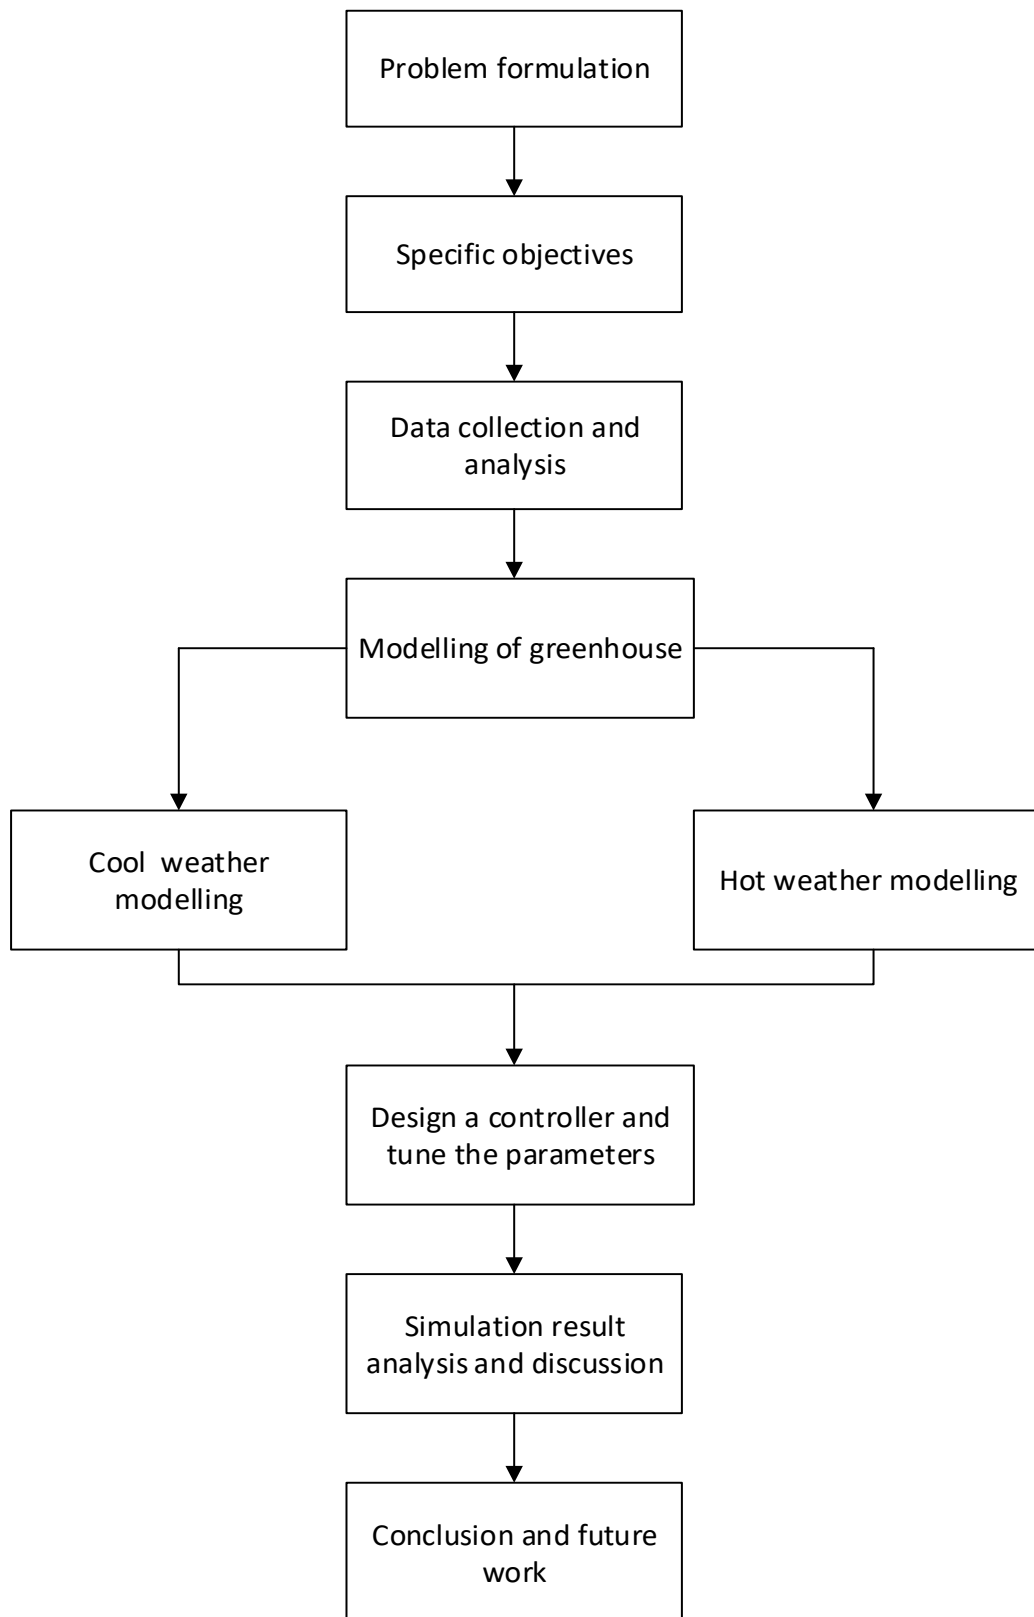 Problem formulation
Specific objectives
Data collection and
analysis
Modelling of greenhouse
Cool  weather
modelling
Hot weather modelling
Design a controller and
tune the parameters
Simulation result
analysis and discussion
Conclusion and future
work